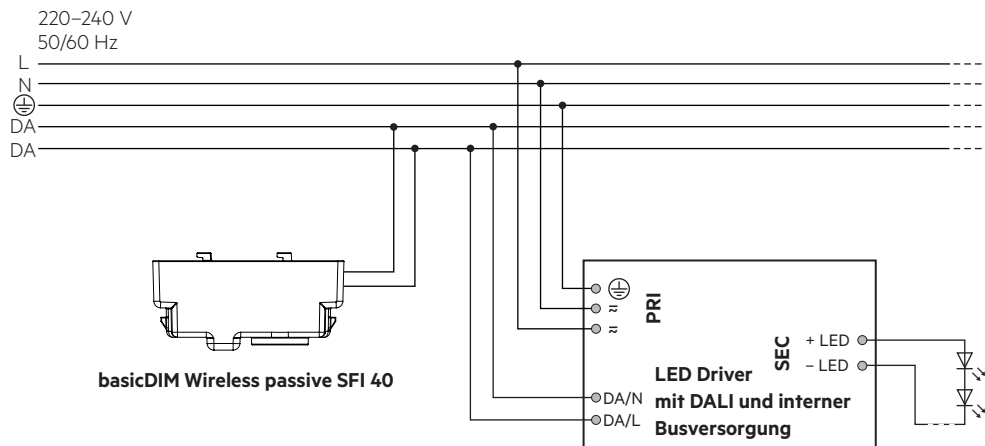 220–240 V
50/60 Hz
L
N
DA
DA
basicDIM Wireless passive SFI 40
PRI
SEC
+ LED
– LED
LED Driver
mit DALI und interner
Busversorgung
DA/N
DA/L